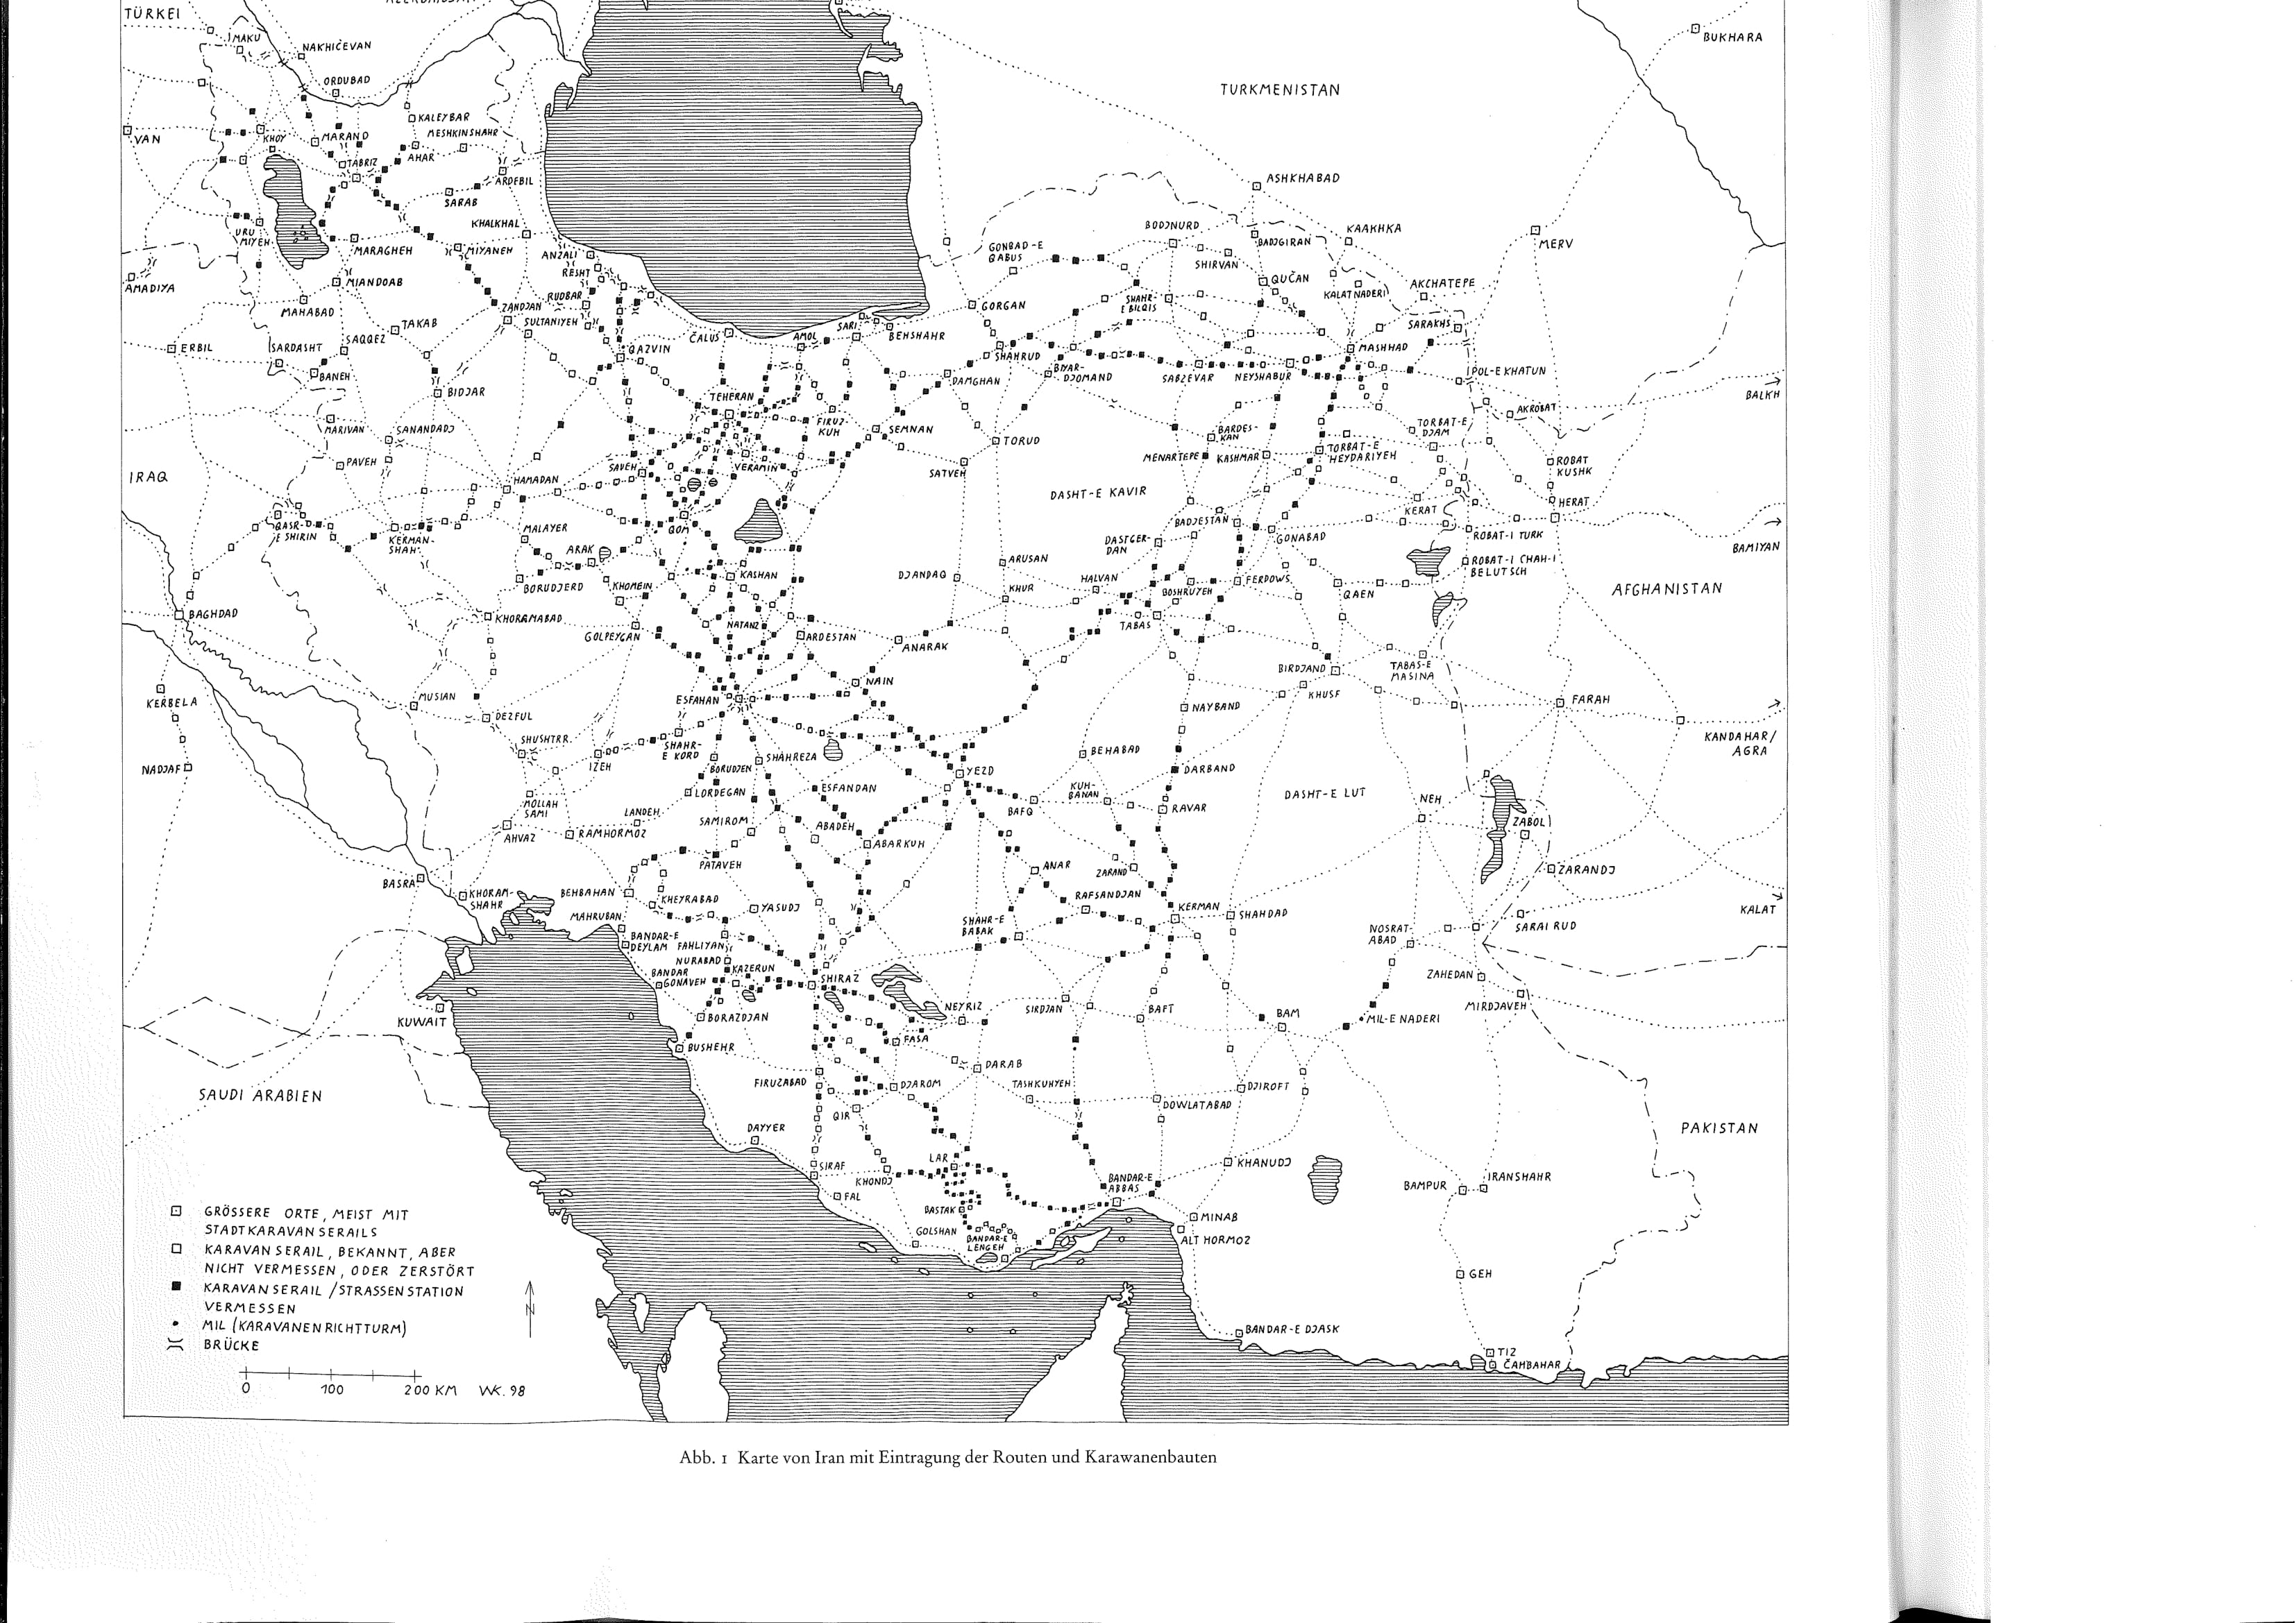 TÜRKEI
MAKU
NAKHIČEVAN
BUKHARA
ORDUBAD
TURKMENISTAN
KALEYBAR
MESHKINSHAHR
VAN
KHOY
MARAND
TABRIZ
AHAR
ARDEBIL
SARAB
ASHKHABAD
KHALKHAL
URU
MIYEH
MARAGHEH
MIYANEH
ANZALI
RESHT
GONBAD-E
QABUS
BODJNURD
BADJGIRAN
KAAKHKA
MERV
SHIRVAN
AMADIYA
MIANDOAB
RUDBAR
QUČAN
KALAT NADERI
AKCHATEPE
MAHABAD
ZANDJAN
SULTANIYEH
GORGAN
SHAHR-
E BILQIS
TAKAB
SARAKHS
ERBIL
SARDASHT
SAQQEZ
QAZVIN
ČALUS
AMOL
SARI
BEHSHAHR
SHAHRUD
MASHHAD
BANEH
BIDJAR
DAMGHAN
BIYAR-
DJOMAND
SABZEVAR
NEYSHABUR
POL-E KHATUN
BALKH
TEHERAN
AKROBAT
MARIVAN
SANANDADJ
FIRUZ-
KUH
SEMNAN
TORUD
BARDES-
KAN
TORBAT-E
DJAM
PAVEH
SAVEH
VERAMIN
SATVEH
MENARTEPE
KASHMAR
TORBAT-E
HEYDARIYEH
ROBAT
KUSHK
IRAQ
HAMADAN
DASHT-E KAVIR
HERAT
QASR-
E SHIRIN
KERMAN-
SHAH
MALAYER
QOM
BADJESTAN
KERAT
ROBAT-I TURK
BAMIYAN
ARAK
DASTGER-
DAN
GONABAD
ARUSAN
ROBAT-I CHAH-I
BELUTSCH
BORUDJERD
KHOMEIN
KASHAN
DJANDAQ
KHUR
HALVAN
BOSHRUYEH
FERDOWS
QAEN
AFGHANISTAN
BAGHDAD
KHORAMABAD
GOLPEYGAN
NATANZ
ARDESTAN
ANARAK
TABAS
BIRDJAND
TABAS-E
MASINA
KERBELA
MUSIAN
DEZFUL
ESFAHAN
NAIN
NAYBAND
KHUSF
FARAH
NADJAF
SHUSHTRR
IZEH
SHAHR-
E KORD
SHAHREZA
BEHABAD
KANDAHAR/
AGRA
BORUDJEN
YEZD
DARBAND
MOLLAH
SAMI
LANDEH
LORDEGAN
ESFANDAN
BAFQ
KUH-
BANAN
RAVAR
DASHT-E LUT
NEH
AHVAZ
RAMHORMOZ
SAMIROM
ABADEH
ABARKUH
ZABOL
PATAVEH
ANAR
ZARAND
ZARANDJ
BASRA
KHORAM-
SHAHR
BEHBAHAN
KHEYRABAD
YASUDJ
RAFSANDJAN
KERMAN
SHAHDAD
KALAT
MAHRUBAN
SHAHR-E
BABAK
NOSRAT-
ABAD
SARAI RUD
BANDAR-E
DEYLAM
FAHLIYAN
NURABAD
BANDAR
GONAVEH
KAZERUN
SHIRAZ
ZAHEDAN
KUWAIT
BORAZDJAN
NEYRIZ
SIRDJAN
BAFT
BAM
MIL-E NADERI
MIRDJAVEH
BUSHEHR
FASA
SAUDI ARABIEN
FIRUZABAD
DJAROM
DARAB
TASHKUHYEH
DJIROFT
QIR
DOWLATABAD
PAKISTAN
DAYYER
SIRAF
LAR
KHONDJ
FAL
BANDAR-E
ABBAS
KHANUDJ
BAMPUR
IRANSHAHR
BASTAK
GOLSHAN
BANDAR-E
LENGEH
MINAB
ALT HORMOZ
GEH
BANDAR-E DJASK
TIZ
ČAMBAHAR
GRÖSSERE ORTE, MEIST MIT
STADTKARAVANSERAILS
KARAVANSERAIL, BEKANNT, ABER
NICHT VERMESSEN, ODER ZERSTÖRT
KARAVANSERAIL/STRASSENSTATION
VERMESSEN
MIL (KARAVANENRICHTTURM)
BRÜCKE
N
0 100 200 KM WK. 98
Abb. 1 Karte von Iran mit Eintragung der Routen und Karawanenbauten